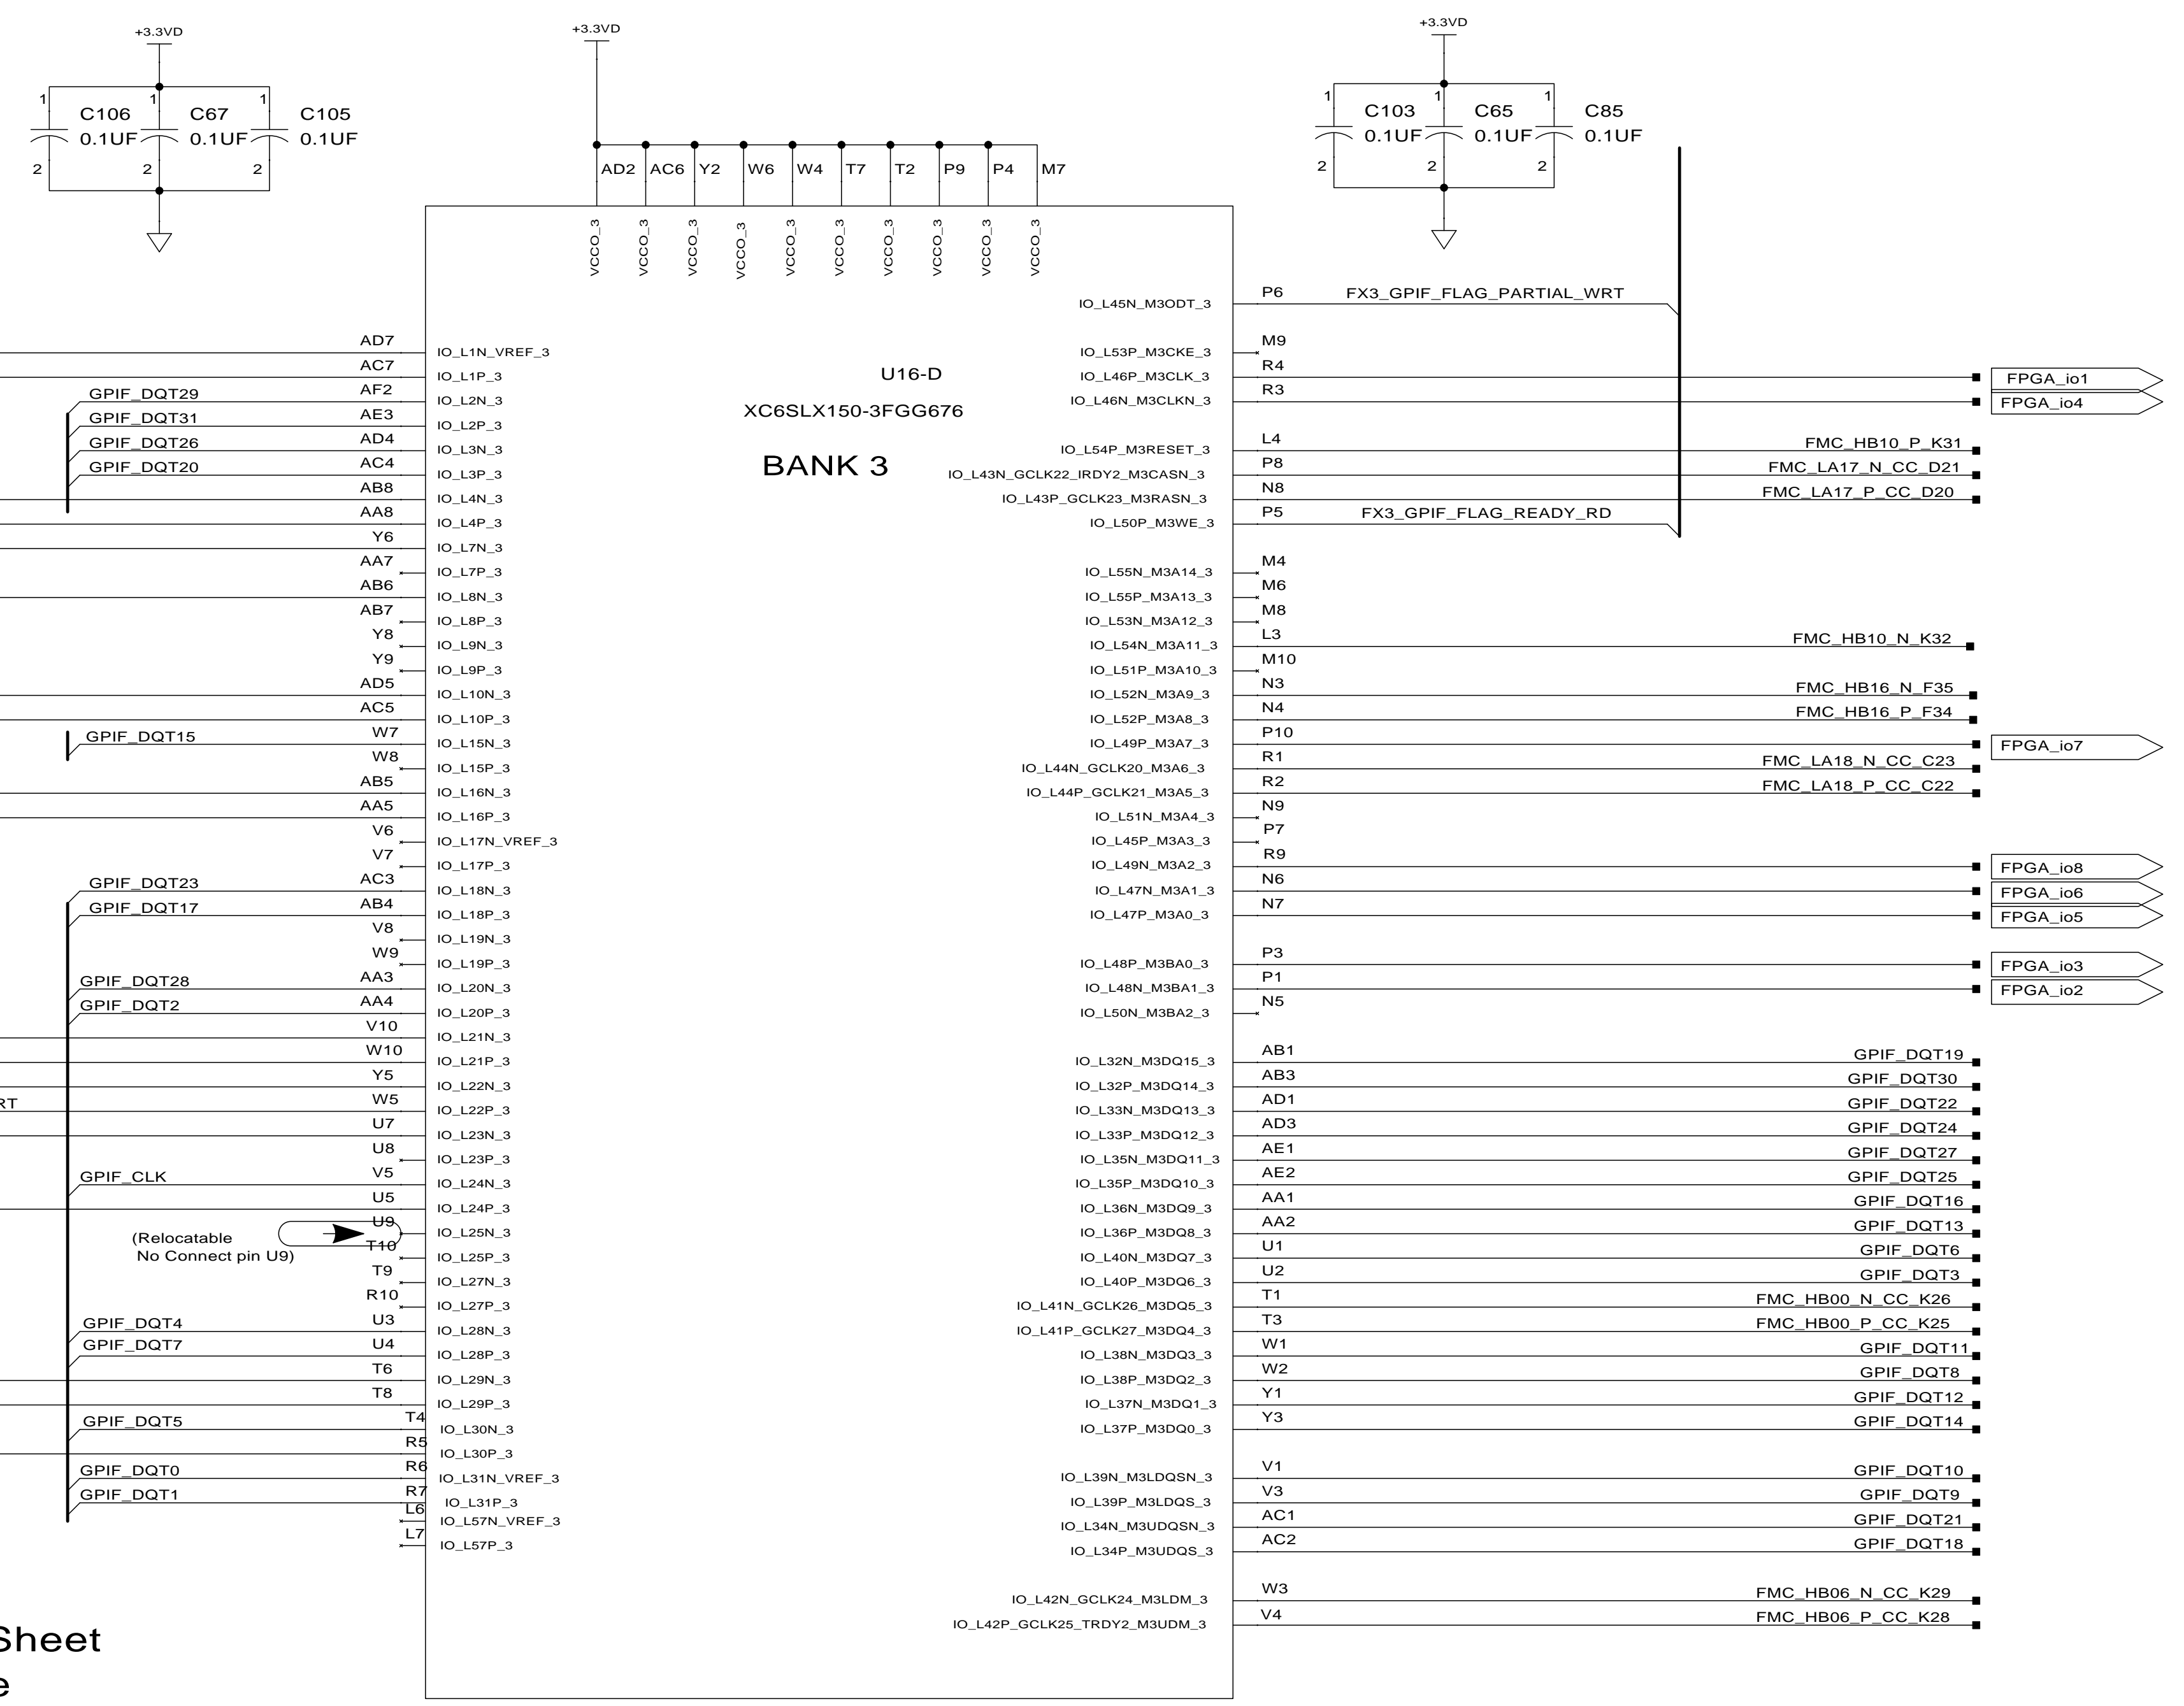 +3.3VD
1 C106 0.1UF 2
1 C67 0.1UF 2
1 C105 0.1UF 2
+3.3VD
AD2 AC6 Y2 W6 W4 T7 T2 P9 P4 M7
VCCO_3 VCCO_3 VCCO_3 VCCO_3 VCCO_3 VCCO_3 VCCO_3 VCCO_3 VCCO_3 VCCO_3
+3.3VD
1 C103 0.1UF 2
1 C65 0.1UF 2
1 C85 0.1UF 2
U16-D
XC6SLX150-3FGG676
BANK 3
AD7 IO_L1N_VREF_3
AC7 IO_L1P_3
GPIF_DQT29 AF2 IO_L2N_3
GPIF_DQT31 AE3 IO_L2P_3
GPIF_DQT26 AD4 IO_L3N_3
GPIF_DQT20 AC4 IO_L3P_3
AB8 IO_L4N_3
AA8 IO_L4P_3
Y6 IO_L7N_3
AA7 IO_L7P_3
AB6 IO_L8N_3
AB7 IO_L8P_3
Y8 IO_L9N_3
Y9 IO_L9P_3
AD5 IO_L10N_3
AC5 IO_L10P_3
GPIF_DQT15 W7 IO_L15N_3
W8 IO_L15P_3
AB5 IO_L16N_3
AA5 IO_L16P_3
V6 IO_L17N_VREF_3
V7 IO_L17P_3
GPIF_DQT23 AC3 IO_L18N_3
GPIF_DQT17 AB4 IO_L18P_3
V8 IO_L19N_3
W9 IO_L19P_3
GPIF_DQT28 AA3 IO_L20N_3
GPIF_DQT2 AA4 IO_L20P_3
V10 IO_L21N_3
W10 IO_L21P_3
Y5 IO_L22N_3
RT W5 IO_L22P_3
U7 IO_L23N_3
U8 IO_L23P_3
GPIF_CLK V5 IO_L24N_3
U5 IO_L24P_3
U9 IO_L25N_3
(Relocatable
No Connect pin U9)
T10 IO_L25P_3
T9 IO_L27N_3
R10 IO_L27P_3
GPIF_DQT4 U3 IO_L28N_3
GPIF_DQT7 U4 IO_L28P_3
T6 IO_L29N_3
T8 IO_L29P_3
GPIF_DQT5 T4 IO_L30N_3
R5 IO_L30P_3
GPIF_DQT0 R6 IO_L31N_VREF_3
GPIF_DQT1 R7 IO_L31P_3
L6 IO_L57N_VREF_3
L7 IO_L57P_3
IO_L45N_M3ODT_3 P6 FX3_GPIF_FLAG_PARTIAL_WRT
IO_L53P_M3CKE_3 M9
IO_L46P_M3CLK_3 R4 FPGA_io1
IO_L46N_M3CLKN_3 R3 FPGA_io4
IO_L54P_M3RESET_3 L4 FMC_HB10_P_K31
IO_L43N_GCLK22_IRDY2_M3CASN_3 P8 FMC_LA17_N_CC_D21
IO_L43P_GCLK23_M3RASN_3 N8 FMC_LA17_P_CC_D20
IO_L50P_M3WE_3 P5 FX3_GPIF_FLAG_READY_RD
IO_L55N_M3A14_3 M4
IO_L55P_M3A13_3 M6
IO_L53N_M3A12_3 M8
IO_L54N_M3A11_3 L3 FMC_HB10_N_K32
IO_L51P_M3A10_3 M10
IO_L52N_M3A9_3 N3 FMC_HB16_N_F35
IO_L52P_M3A8_3 N4 FMC_HB16_P_F34
IO_L49P_M3A7_3 P10 FPGA_io7
IO_L44N_GCLK20_M3A6_3 R1 FMC_LA18_N_CC_C23
IO_L44P_GCLK21_M3A5_3 R2 FMC_LA18_P_CC_C22
IO_L51N_M3A4_3 N9
IO_L45P_M3A3_3 P7
IO_L49N_M3A2_3 R9 FPGA_io8
IO_L47N_M3A1_3 N6 FPGA_io6
IO_L47P_M3A0_3 N7 FPGA_io5
IO_L48P_M3BA0_3 P3 FPGA_io3
IO_L48N_M3BA1_3 P1 FPGA_io2
IO_L50N_M3BA2_3 N5
IO_L32N_M3DQ15_3 AB1 GPIF_DQT19
IO_L32P_M3DQ14_3 AB3 GPIF_DQT30
IO_L33N_M3DQ13_3 AD1 GPIF_DQT22
IO_L33P_M3DQ12_3 AD3 GPIF_DQT24
IO_L35N_M3DQ11_3 AE1 GPIF_DQT27
IO_L35P_M3DQ10_3 AE2 GPIF_DQT25
IO_L36N_M3DQ9_3 AA1 GPIF_DQT16
IO_L36P_M3DQ8_3 AA2 GPIF_DQT13
IO_L40N_M3DQ7_3 U1 GPIF_DQT6
IO_L40P_M3DQ6_3 U2 GPIF_DQT3
IO_L41N_GCLK26_M3DQ5_3 T1 FMC_HB00_N_CC_K26
IO_L41P_GCLK27_M3DQ4_3 T3 FMC_HB00_P_CC_K25
IO_L38N_M3DQ3_3 W1 GPIF_DQT11
IO_L38P_M3DQ2_3 W2 GPIF_DQT8
IO_L37N_M3DQ1_3 Y1 GPIF_DQT12
IO_L37P_M3DQ0_3 Y3 GPIF_DQT14
IO_L39N_M3LDQSN_3 V1 GPIF_DQT10
IO_L39P_M3LDQS_3 V3 GPIF_DQT9
IO_L34N_M3UDQSN_3 AC1 GPIF_DQT21
IO_L34P_M3UDQS_3 AC2 GPIF_DQT18
IO_L42N_GCLK24_M3LDM_3 W3 FMC_HB06_N_CC_K29
IO_L42P_GCLK25_TRDY2_M3UDM_3 V4 FMC_HB06_P_CC_K28
Sheet
e